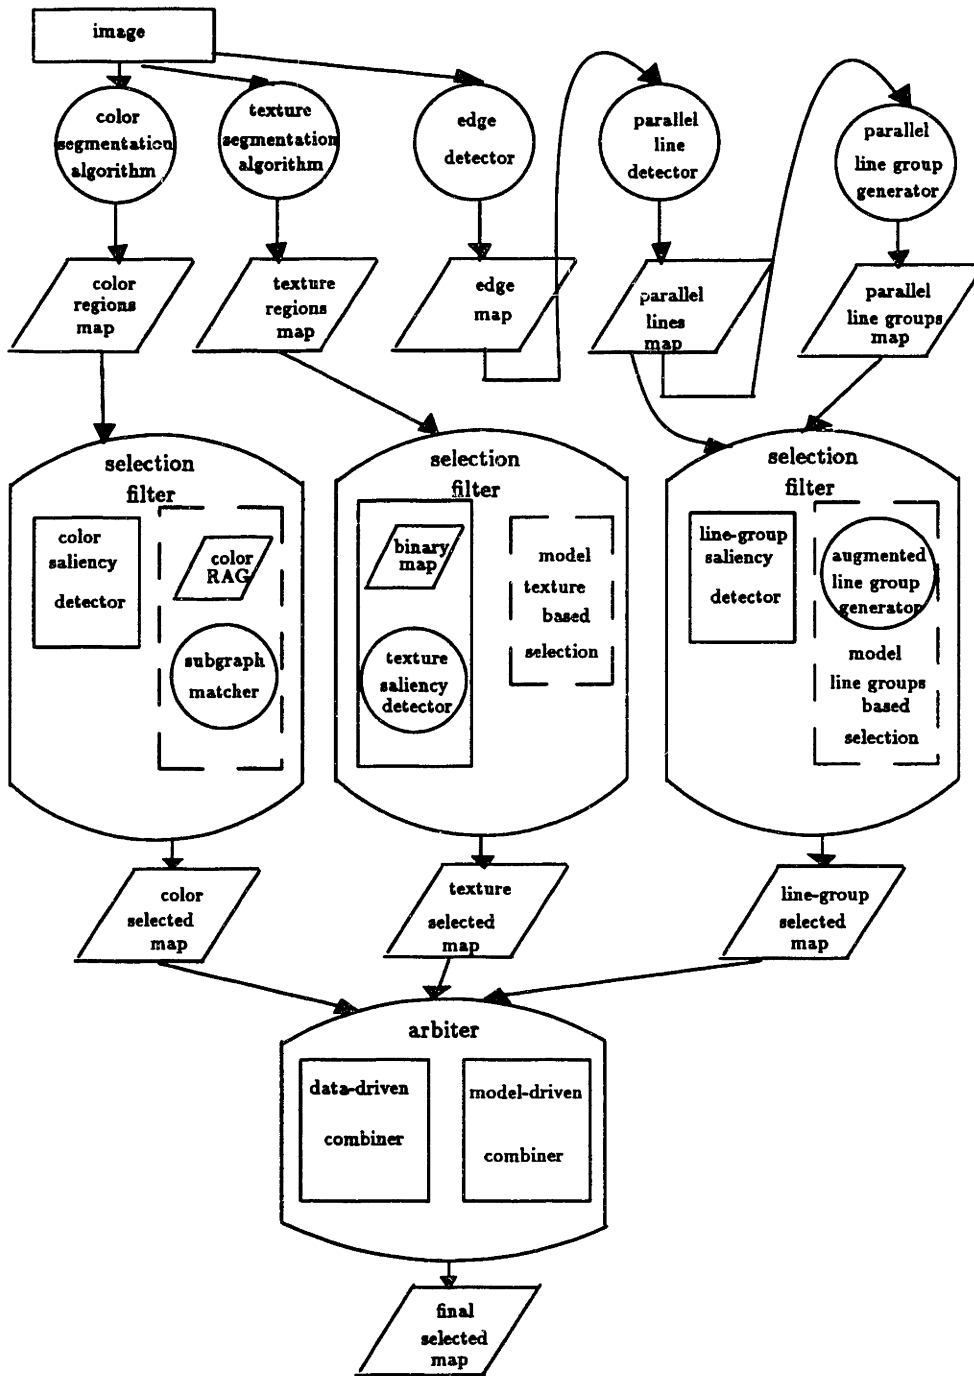 image
color
segmentation
algorithm
texture
segmentation
algorithm
edge
detector
parallel
line
detector
parallel
line group
generator
color
regions
map
texture
regions
map
edge
map
parallel
lines
map
parallel
line groups
map
selection
filter
color
saliency
detector
color
RAG
subgraph
matcher
selection
filter
binary
map
texture
saliency
detector
model
texture
based
selection
selection
filter
line-group
saliency
detector
augmented
line group
generator
model
line groups
based
selection
color
selected
map
texture
selected
map
line-group
selected
map
arbiter
data-driven
combiner
model-driven
combiner
final
selected
map